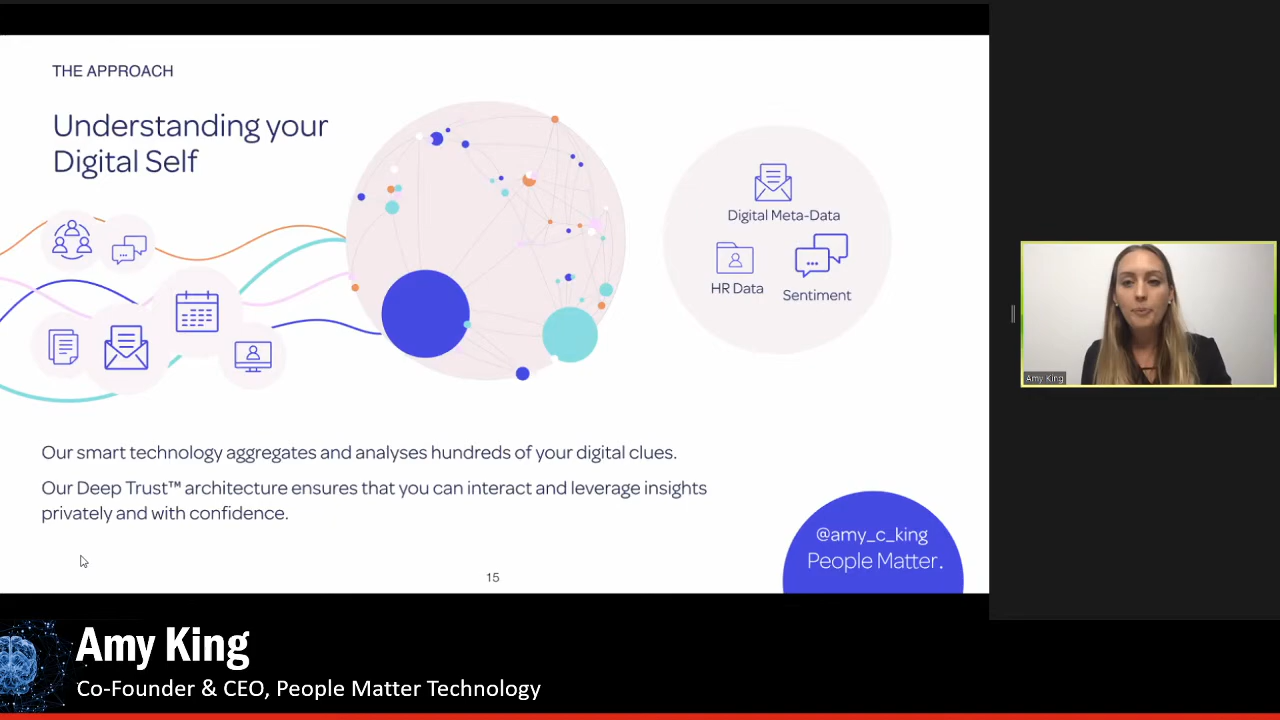 THE APPROACH
Understanding your
Digital Self
Digital Meta-Data
HR Data
Sentiment
Our smart technology aggregates and analyses hundreds of your digital clues.
Our Deep Trust™ architecture ensures that you can interact and leverage insights
privately and with confidence.
@amy_c_king
People Matter.
15
Amy King
Amy King
Co-Founder & CEO, People Matter Technology